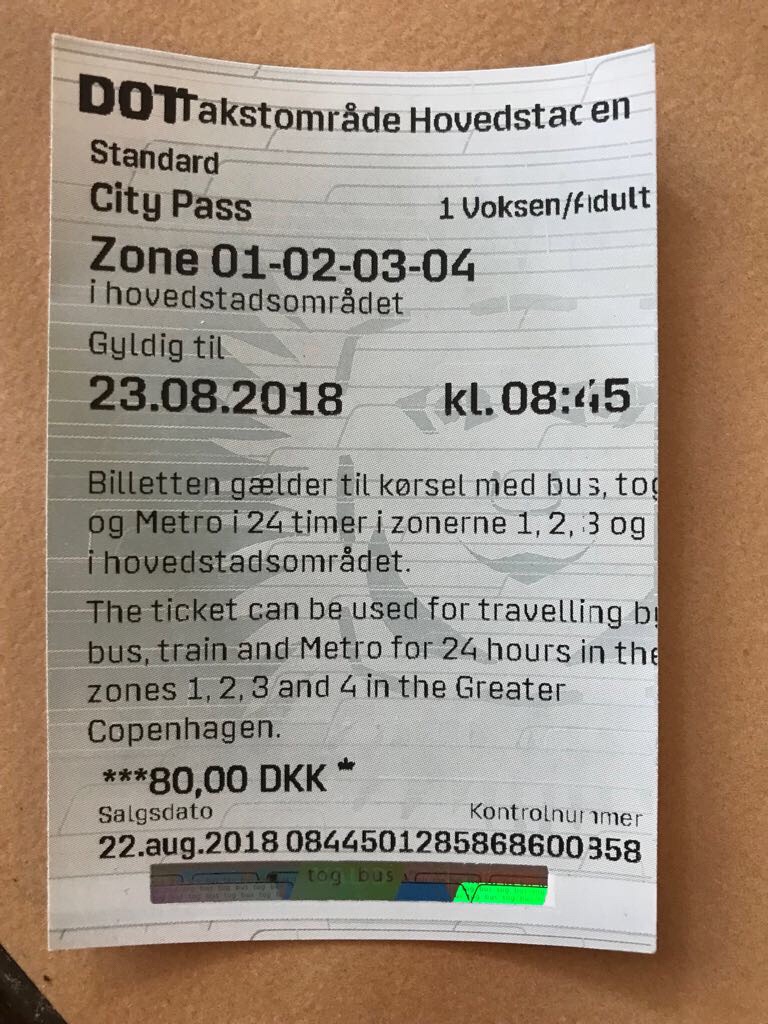 DOT Takstområde Hovedstaden
Standard
City Pass 1 Voksen/Adult
Zone 01-02-03-04
i hovedstadsområdet
Gyldig til
23.08.2018 kl. 08:45
Billetten gælder til kørsel med bus, tog
og Metro i 24 timer i zonerne 1, 2, 3 og
i hovedstadsområdet.
The ticket can be used for travelling by
bus, train and Metro for 24 hours in the
zones 1, 2, 3 and 4 in the Greater
Copenhagen.
***80,00 DKK *
Salgsdato Kontrolnummer
22.aug.2018 0844501285868600358
tog bus